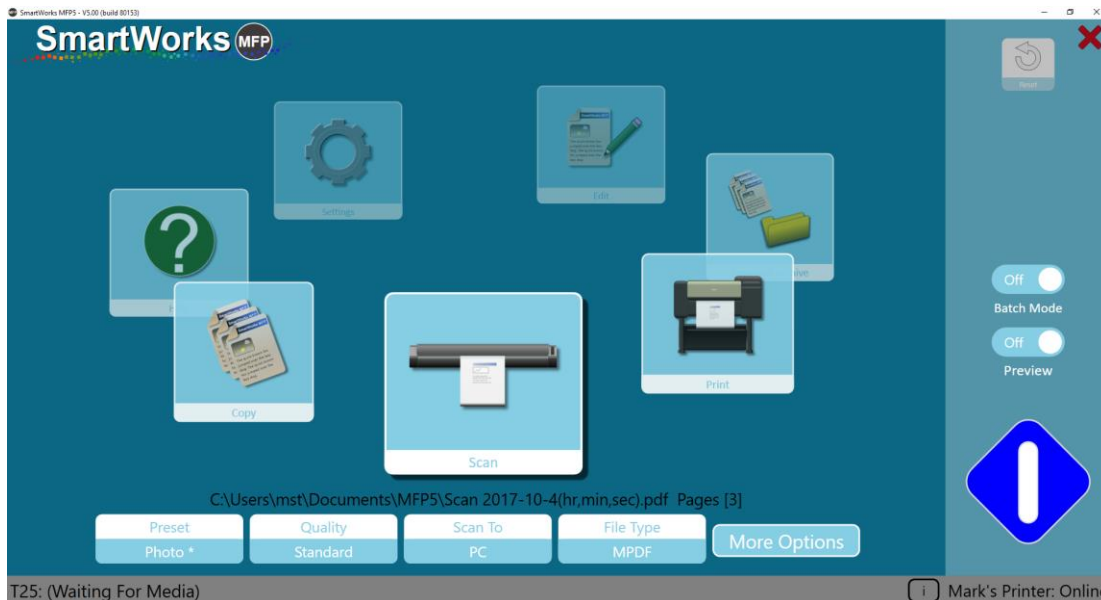 SmartWorks MFP5 - V5.00 (build 80153)
SmartWorks MFP
Reset
Settings
Edit
Copy
Scan
Print
Off
Batch Mode
Off
Preview
C:\Users\mst\Documents\MFP5\Scan 2017-10-4(hr,min,sec).pdf Pages [3]
Preset
Photo *
Quality
Standard
Scan To
PC
File Type
MPDF
More Options
T25: (Waiting For Media)
i
Mark's Printer: Online